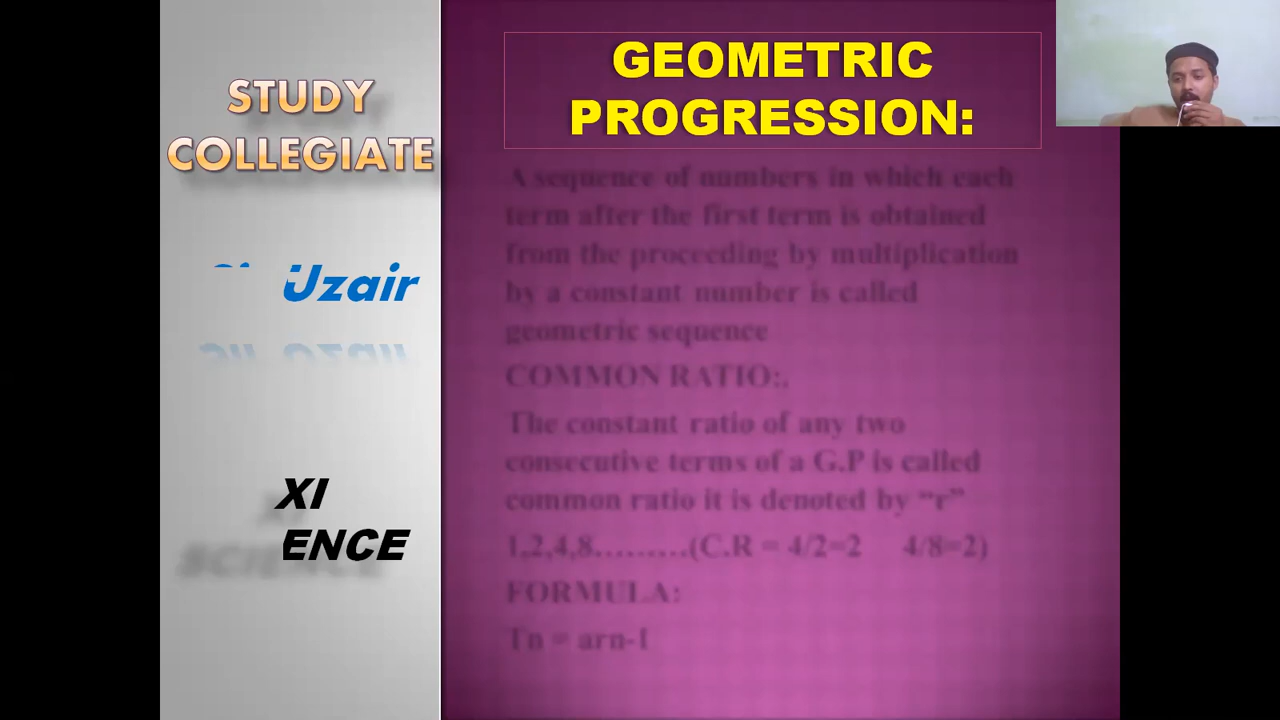 STUDY
COLLEGIATE
Uzair
XI
ENCE
GEOMETRIC
PROGRESSION:
A sequence of numbers in which each
term after the first term is obtained
from the proceeding by multiplication
by a constant number is called
geometric sequence
COMMON RATIO:.
The constant ratio of any two
consecutive terms of a G.P is called
common ratio it is denoted by “r”
1,2,4,8.........(C.R = 4/2=2 4/8=2)
FORMULA:
Tn = arn-1